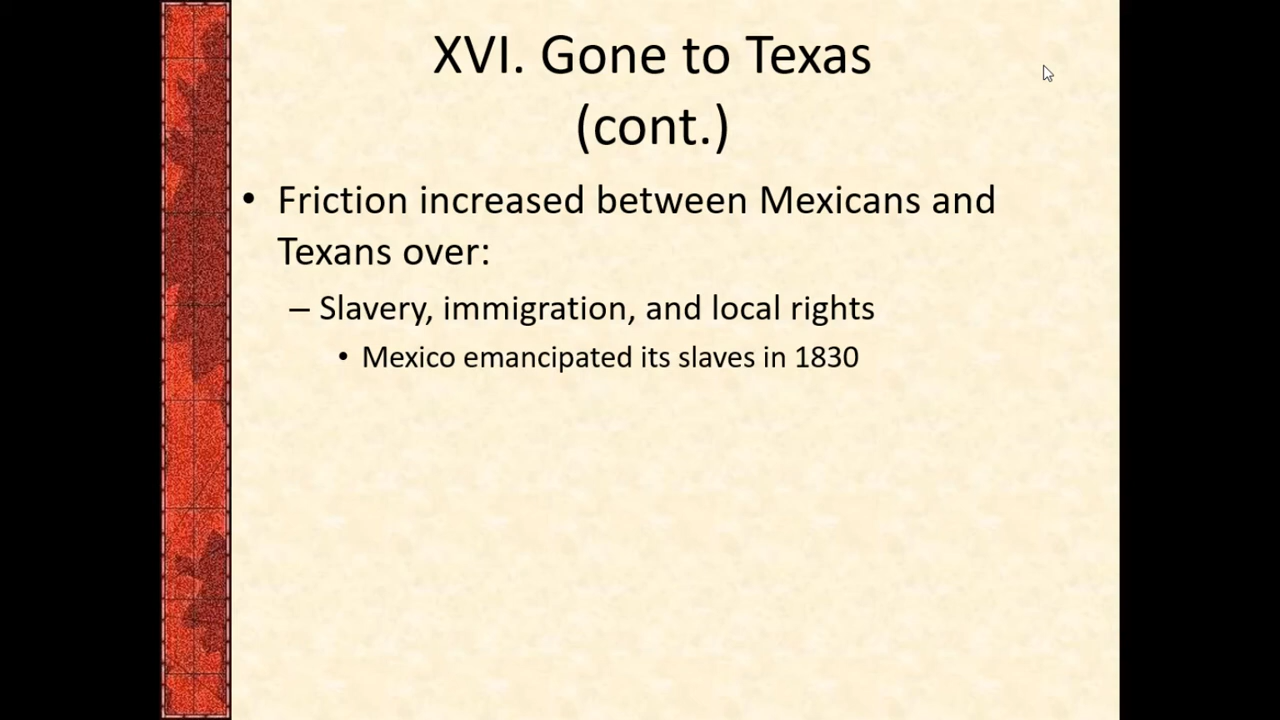 XVI. Gone to Texas
(cont.)
• Friction increased between Mexicans and
Texans over:
– Slavery, immigration, and local rights
• Mexico emancipated its slaves in 1830